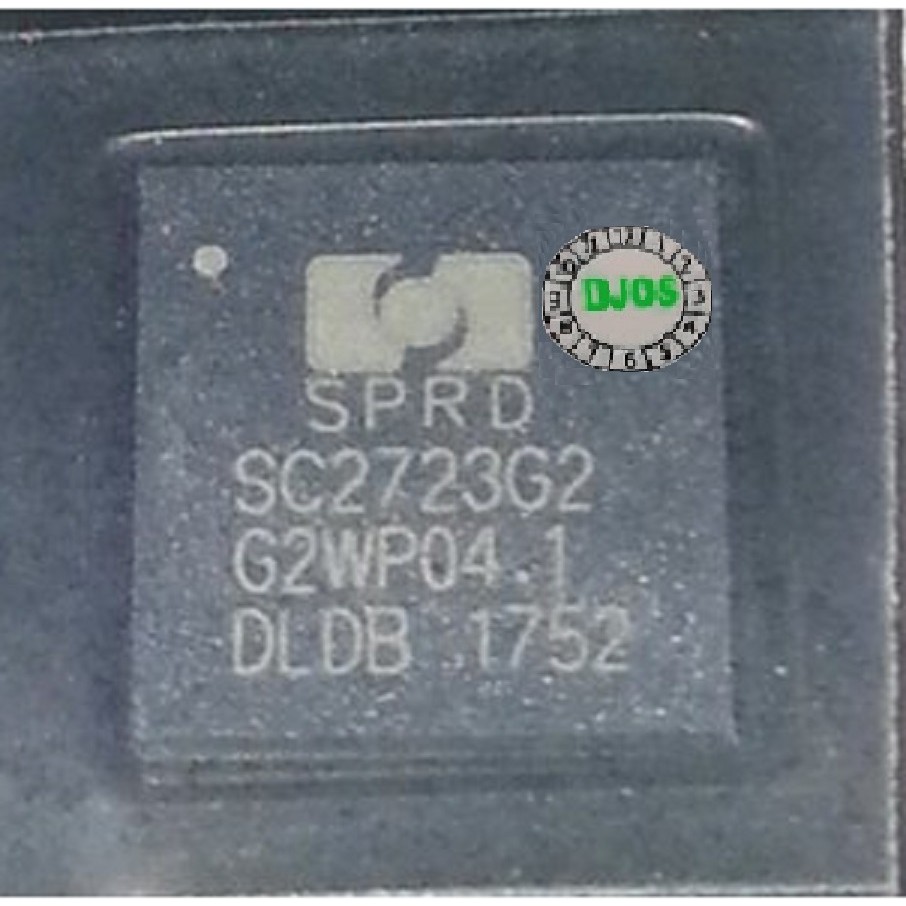 DJOS
SPRD
SC2723G2
G2WP04.1
DLDB 1752